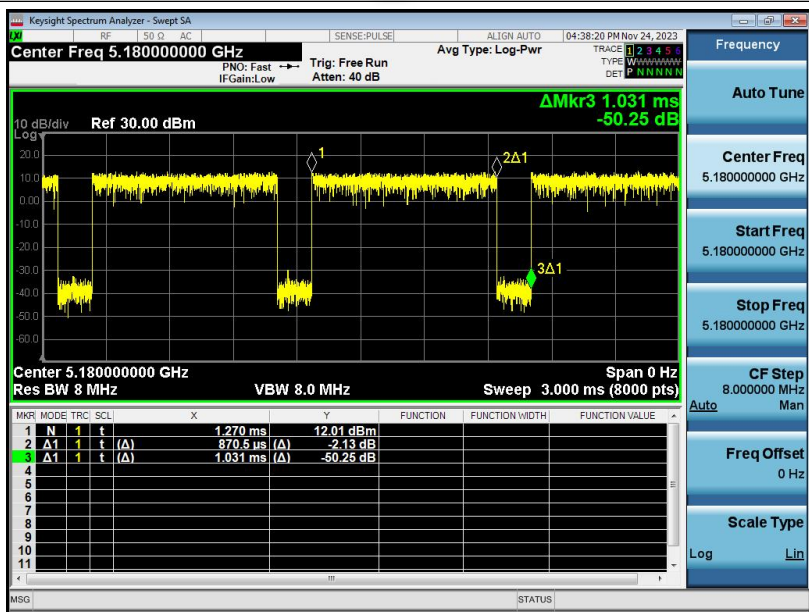 Keysight Spectrum Analyzer - Swept SA
LXI RF 50 Ω AC SENSE:PULSE ALIGN AUTO 04:38:20 PM Nov 24, 2023
Center Freq 5.180000000 GHz
PNO: Fast
IFGain:Low
Trig: Free Run
Atten: 40 dB
Avg Type: Log-Pwr
TRACE 1 2 3 4 5 6
TYPE WWWWWW
DET P N N N N N
ΔMkr3 1.031 ms
-50.25 dB
10 dB/div Ref 30.00 dBm
Log
20.0
10.0
0.00
-10.0
-20.0
-30.0
-40.0
-50.0
-60.0
1
2Δ1
3Δ1
Center 5.180000000 GHz Span 0 Hz
Res BW 8 MHz VBW 8.0 MHz Sweep 3.000 ms (8000 pts)
MKR MODE TRC SCL X Y FUNCTION FUNCTION WIDTH FUNCTION VALUE
1 N 1 t 1.270 ms 12.01 dBm
2 Δ1 1 t (Δ) 870.5 µs (Δ) -2.13 dB
3 Δ1 1 t (Δ) 1.031 ms (Δ) -50.25 dB
4
5
6
7
8
9
10
11
MSG STATUS
Frequency
Auto Tune
Center Freq
5.180000000 GHz
Start Freq
5.180000000 GHz
Stop Freq
5.180000000 GHz
CF Step
8.000000 MHz
Auto Man
Freq Offset
0 Hz
Scale Type
Log Lin